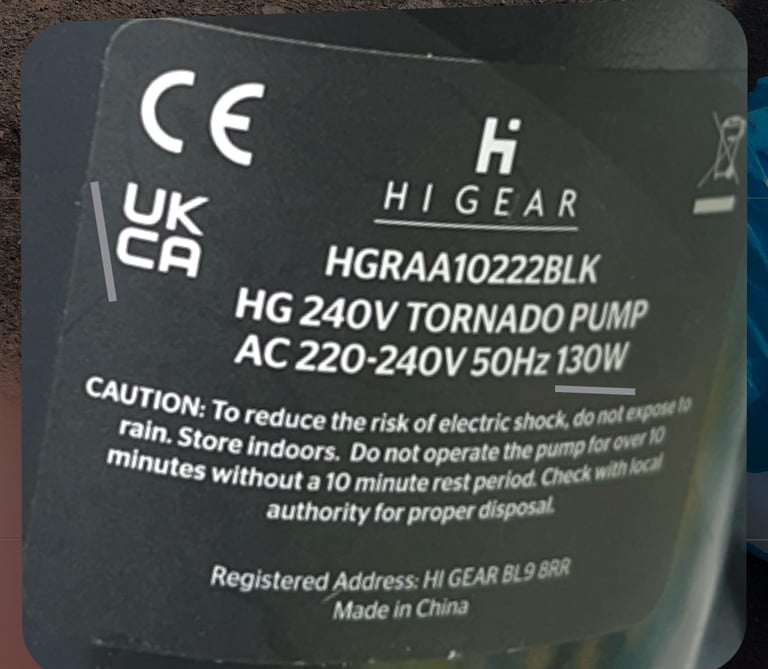 CE
UK
CA
hi
HI GEAR
HGRAA10222BLK
HG 240V TORNADO PUMP
AC 220-240V 50Hz 130W
CAUTION: To reduce the risk of electric shock, do not expose to
rain. Store indoors. Do not operate the pump for over 10
minutes without a 10 minute rest period. Check with local
authority for proper disposal.
Registered Address: HI GEAR BL9 8RR
Made in China